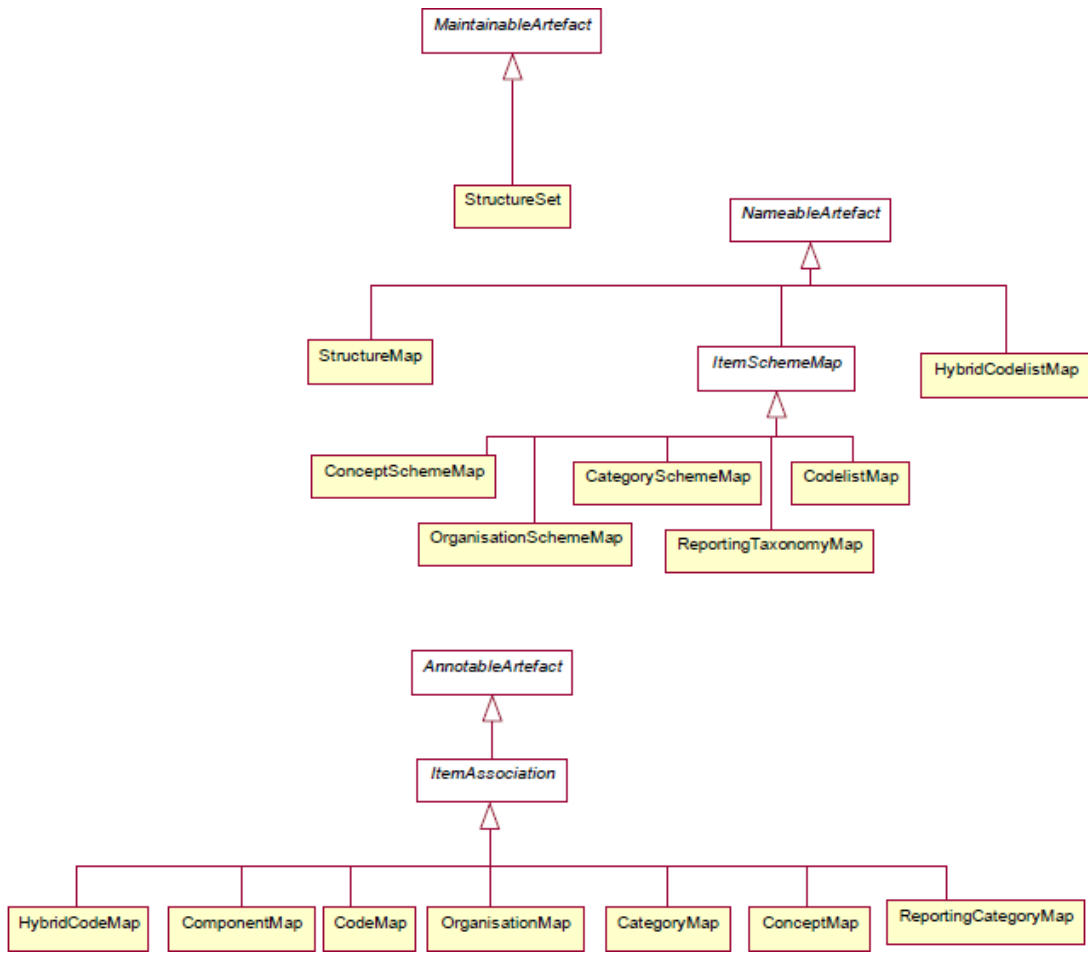 MaintainableArtefact
StructureSet
NameableArtefact
StructureMap
ItemSchemeMap
HybridCodelistMap
ConceptSchemeMap
CategorySchemeMap
CodelistMap
OrganisationSchemeMap
ReportingTaxonomyMap
AnnotableArtefact
ItemAssociation
HybridCodeMap
ComponentMap
CodeMap
OrganisationMap
CategoryMap
ConceptMap
ReportingCategoryMap